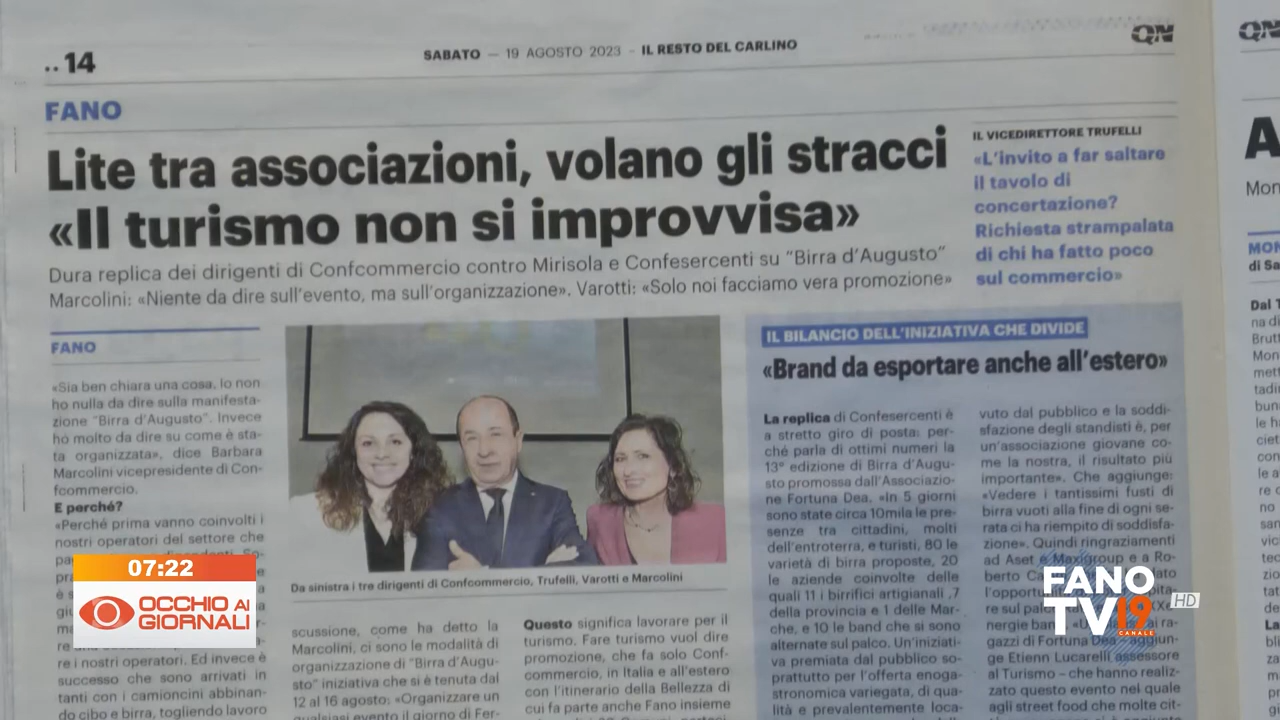 .. 14
SABATO — 19 AGOSTO 2023 - IL RESTO DEL CARLINO
QN
FANO
Lite tra associazioni, volano gli stracci
«Il turismo non si improvvisa»
Dura replica dei dirigenti di Confcommercio contro Mirisola e Confesercenti su “Birra d’Augusto”
Marcolini: «Niente da dire sull’evento, ma sull’organizzazione». Varotti: «Solo noi facciamo vera promozione»
IL VICEDIRETTORE TRUFELLI
«L’invito a far saltare
il tavolo di
concertazione?
Richiesta strampalata
di chi ha fatto poco
sul commercio»
FANO
«Sia ben chiara una cosa. Io non
ho nulla da dire sulla manifesta-
zione “Birra d’Augusto”. Invece
ho molto da dire su come è sta-
ta organizzata», dice Barbara
Marcolini vicepresidente di Con-
fcommercio.
E perché?
«Perché prima vanno coinvolti i
nostri operatori del settore che
re i nostri operatori. Ed invece è
successo che sono arrivati in
tanti con i camioncini abbinan-
do cibo e birra, togliendo lavoro
Da sinistra i tre dirigenti di Confcommercio, Trufelli, Varotti e Marcolini
scussione, come ha detto la
Marcolini, ci sono le modalità di
organizzazione di “Birra d’Augu-
sto” iniziativa che si è tenuta dal
12 al 16 agosto: «Organizzare un
qualsiasi evento il giorno di Fer-
Questo significa lavorare per il
turismo. Fare turismo vuol dire
promozione, che fa solo Conf-
commercio, in Italia e all’estero
con l’itinerario della Bellezza di
cui fa parte anche Fano insieme
IL BILANCIO DELL’INIZIATIVA CHE DIVIDE
«Brand da esportare anche all’estero»
La replica di Confesercenti è
a stretto giro di posta: per-
ché parla di ottimi numeri la
13° edizione di Birra d’Augu-
sto promossa dall’Associazio-
ne Fortuna Dea. «In 5 giorni
sono state circa 10mila le pre-
senze tra cittadini, molti
dell’entroterra, e turisti, 80 le
varietà di birra proposte, 20
le aziende coinvolte delle
quali 11 i birrifici artigianali ,7
della provincia e 1 delle Mar-
che, e 10 le band che si sono
alternate sul palco. Un’iniziati-
va premiata dal pubblico so-
prattutto per l’offerta enoga-
stronomica variegata, di qua-
lità e prevalentemente loca-
vuto dal pubblico e la soddi-
sfazione degli standisti è, per
un’associazione giovane co-
me la nostra, il risultato più
importante». Che aggiunge:
«Vedere i tantissimi fusti di
birra vuoti alla fine di ogni se-
rata ci ha riempito di soddisfa-
zione». Quindi ringraziamenti
ad Aset e Maxigroup e a Ro-
berto
l’opportu
re sul palc
nergie
gazzi di Fortuna Dea – aggiun-
ge Etienn Lucarelli assessore
al Turismo – che hanno realiz-
zato questo evento nel quale
agli street food che molte cit-
QN
07:22
OCCHIO AI
GIORNALI
FANO
TV19
CANALE
HD